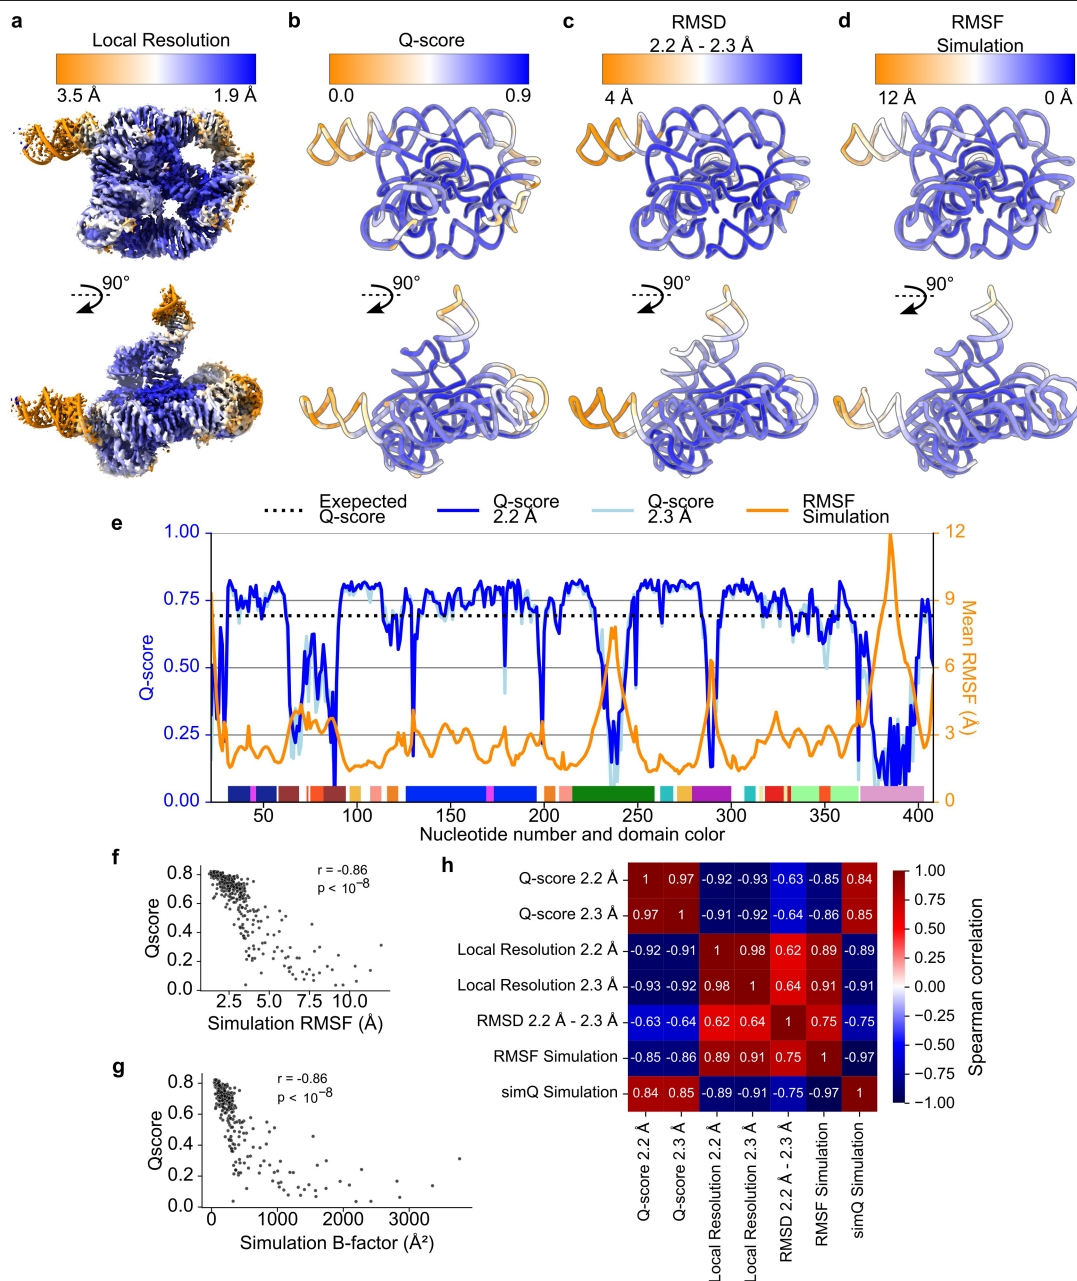 a
Local Resolution
3.5 Å
1.9 Å
90°
b
Q-score
0.0
0.9
90°
c
RMSD
2.2 Å - 2.3 Å
4 Å
0 Å
90°
d
RMSF
Simulation
12 Å
0 Å
90°
e
Exepected
Q-score
Q-score
2.2 Å
Q-score
2.3 Å
RMSF
Simulation
1.00
0.75
0.50
0.25
0.00
Q-score
12
9
6
3
0
Mean RMSF (Å)
50
100
150
200
250
300
350
400
Nucleotide number and domain color
f
r = -0.86
p < 10⁻⁸
0.8
0.6
0.4
0.2
0.0
Qscore
2.5
5.0
7.5
10.0
Simulation RMSF (Å)
g
r = -0.86
p < 10⁻⁸
0.8
0.6
0.4
0.2
0.0
Qscore
0
1000
2000
3000
Simulation B-factor (Å²)
h
Q-score 2.2 Å
1 0.97 -0.92 -0.93 -0.63 -0.85 0.84
Q-score 2.3 Å
0.97 1 -0.91 -0.92 -0.64 -0.86 0.85
Local Resolution 2.2 Å
-0.92 -0.91 1 0.98 0.62 0.89 -0.89
Local Resolution 2.3 Å
-0.93 -0.92 0.98 1 0.64 0.91 -0.91
RMSD 2.2 Å - 2.3 Å
-0.63 -0.64 0.62 0.64 1 0.75 -0.75
RMSF Simulation
-0.85 -0.86 0.89 0.91 0.75 1 -0.97
simQ Simulation
0.84 0.85 -0.89 -0.91 -0.75 -0.97 1
Q-score 2.2 Å
Q-score 2.3 Å
Local Resolution 2.2 Å
Local Resolution 2.3 Å
RMSD 2.2 Å - 2.3 Å
RMSF Simulation
simQ Simulation
1.00
0.75
0.50
0.25
0.00
−0.25
−0.50
−0.75
−1.00
Spearman correlation